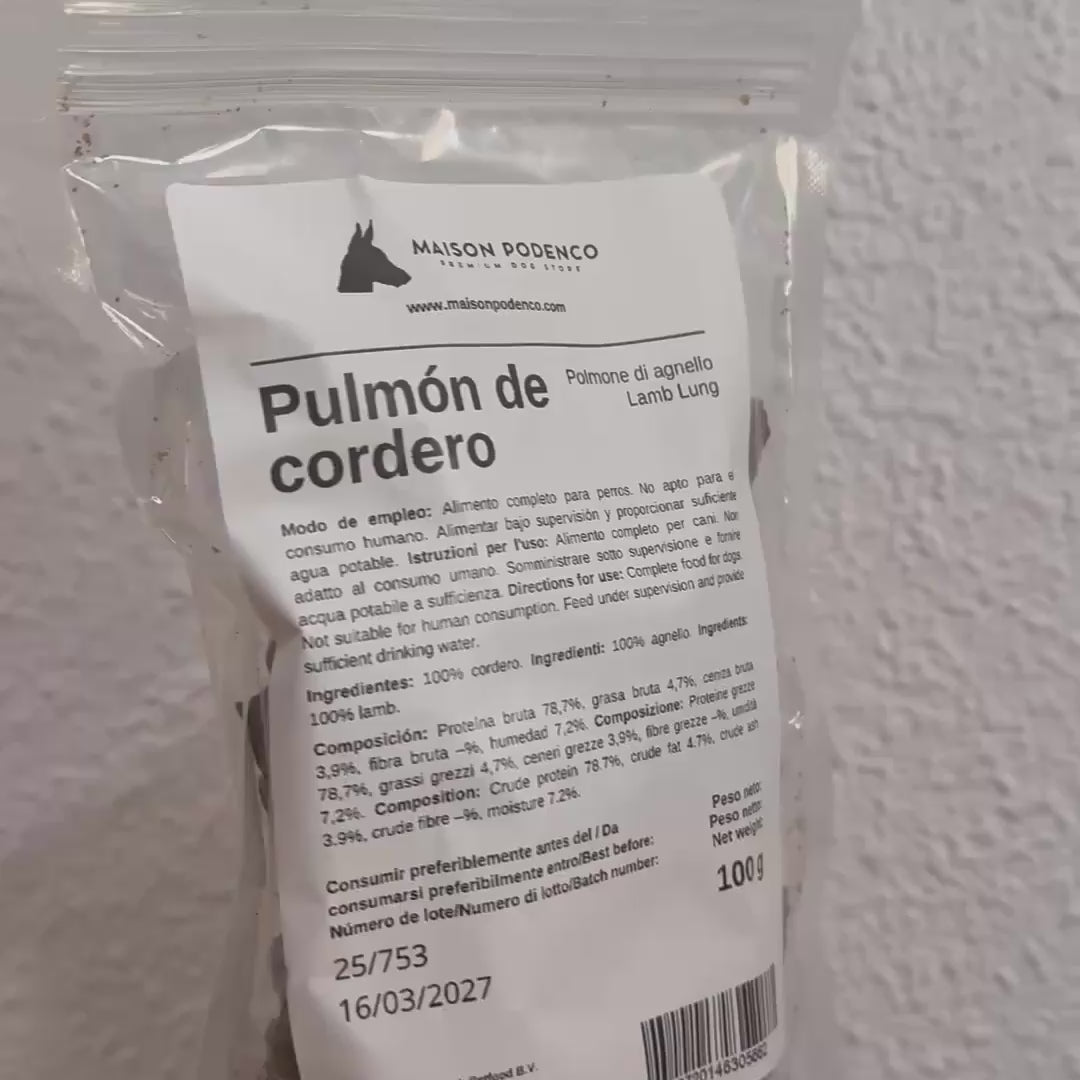 MAISON PODENCO
PREMIUM DOG STORE
www.maisonpodenco.com
Pulmón de
cordero
Polmone di agnello
Lamb Lung
Modo de empleo: Alimento completo para perros. No apto para e
consumo humano. Alimentar bajo supervisión y proporcionar suficiente
agua potable. Istruzioni per l'uso: Alimento completo per cani. Non
adatto al consumo umano. Somministrare sotto supervisione e fornire
acqua potabile a sufficienza. Directions for use: Complete food for dogs.
Not suitable for human consumption. Feed under supervision and provide
sufficient drinking water.
Ingredientes: 100% cordero. Ingredienti: 100% agnello. Ingredients:
100% lamb.
Composición: Proteína bruta 78,7%, grasa bruta 4,7%, ceniza bruta
3,9%, fibra bruta –%, humedad 7,2%. Composizione: Proteine grezze
78,7%, grassi grezzi 4,7%, ceneri grezze 3,9%, fibre grezze –%, umidità
7,2%. Composition: Crude protein 78.7%, crude fat 4.7%, crude ash
3.9%, crude fibre –%, moisture 7.2%.
Consumir preferiblemente antes del / Da
consumarsi preferibilmente entro/Best before:
Número de lote/Numero di lotto/Batch number:
Peso neto:
Peso netto:
Net weight:
100g
25/753
16/03/2027
B.V.